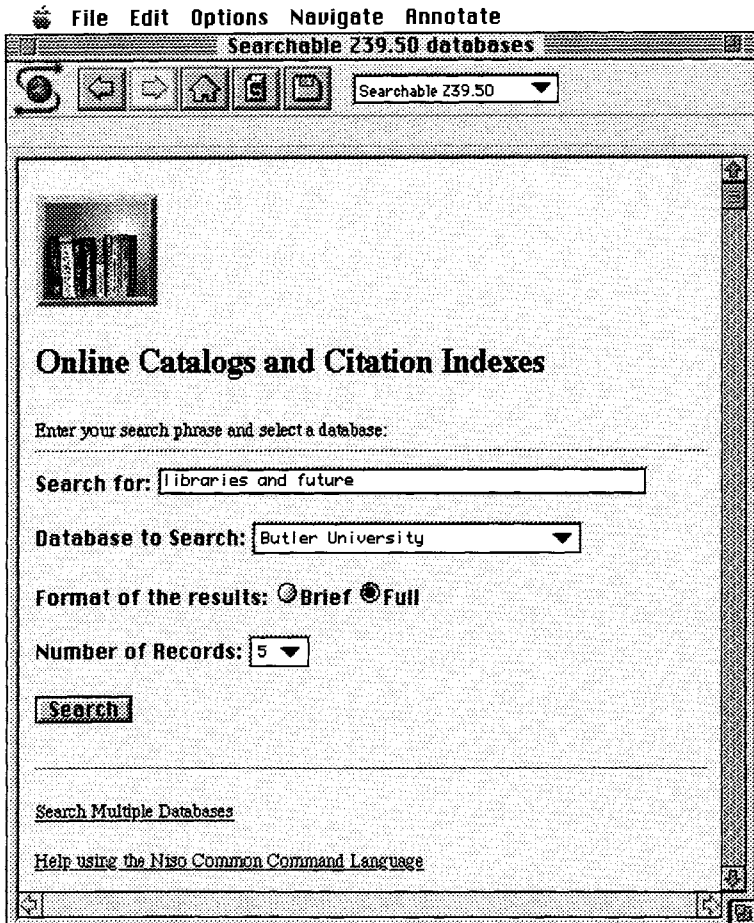 File Edit Options Navigate Annotate
Searchable Z39.50 databases
Searchable Z39.50
Online Catalogs and Citation Indexes
Enter your search phrase and select a database:
Search for: libraries and future
Database to Search: Butler University
Format of the results: Brief Full
Number of Records: 5
Search
Search Multiple Databases
Help using the Niso Common Command Language